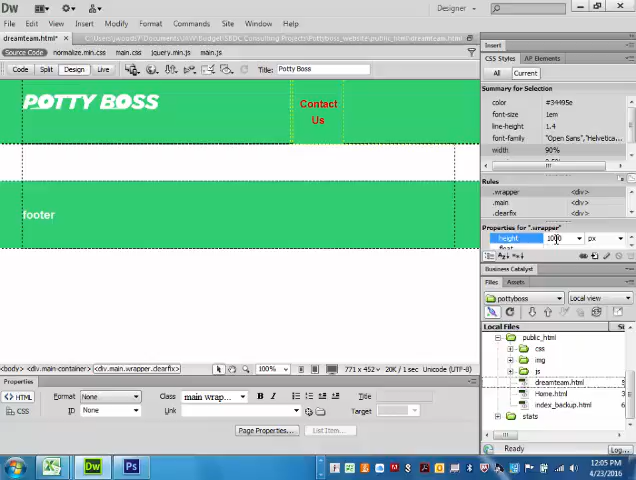 Dw
Designer
File Edit View Insert Modify Format Commands Site Window Help
dreamteam.html*
Source Code normalize.min.css main.css jquery.min.js main.js
Code Split Design Live Title: Potty Boss
POTTY BOSS
Contact
Us
footer
<body> <div.main-container> <div.main.wrapper.clearfix>
100% 771 x 452 20K / 1 sec Unicode (UTF-8)
Properties
HTML Format None Class main wrap... B I Title
CSS ID None Link Target
Page Properties... List Item...
Insert
CSS Styles AP Elements
All Current
Summary for Selection
color #34495e
font-size 1em
line-height 1.4
font-family "Open Sans","Helvetica...
width 90%
Rules
.wrapper <div>
.main <div>
.clearfix <div>
Properties for ".wrapper"
height px
float
Business Catalyst
Files Assets
pottyboss Local view
Local Files
public_html
css
img
js
dreamteam.html 5
Home.html 3
index_backup.html 6
stats
Ready Log...
Dw Ps
12:05 PM
4/23/2016